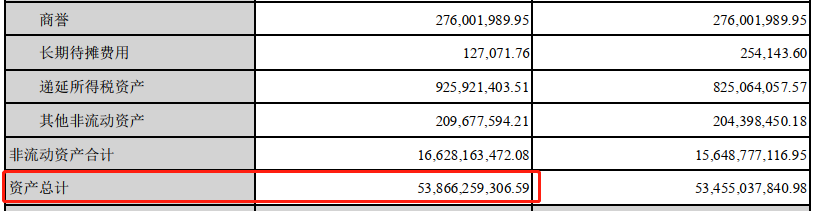 商誉 276,001,989.95 276,001,989.95
长期待摊费用 127,071.76 254,143.60
递延所得税资产 925,921,403.51 825,064,057.57
其他非流动资产 209,677,594.21 204,398,450.18
非流动资产合计 16,628,163,472.08 15,648,777,116.95
资产总计 53,866,259,306.59 53,455,037,840.98